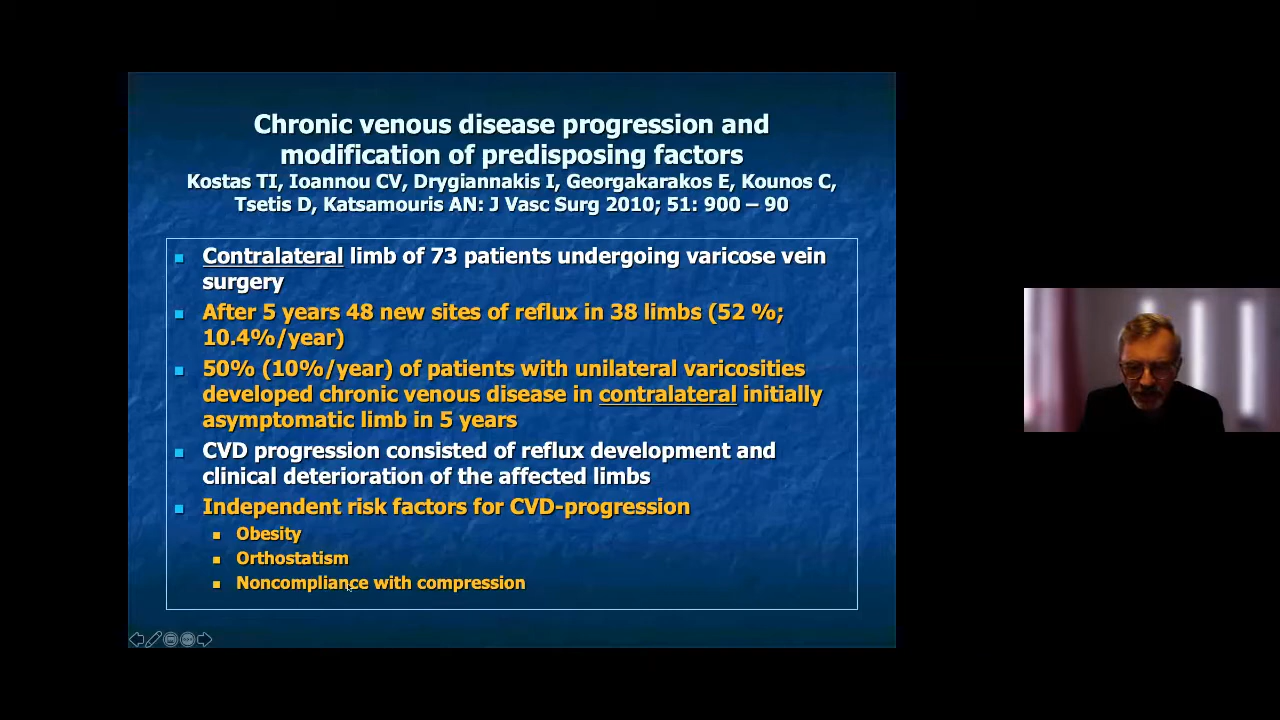 Chronic venous disease progression and
modification of predisposing factors
Kostas TI, Ioannou CV, Drygiannakis I, Georgakarakos E, Kounos C,
Tsetis D, Katsamouris AN: J Vasc Surg 2010; 51: 900 – 90
Contralateral limb of 73 patients undergoing varicose vein
surgery
After 5 years 48 new sites of reflux in 38 limbs (52 %;
10.4%/year)
50% (10%/year) of patients with unilateral varicosities
developed chronic venous disease in contralateral initially
asymptomatic limb in 5 years
CVD progression consisted of reflux development and
clinical deterioration of the affected limbs
Independent risk factors for CVD-progression
Obesity
Orthostatism
Noncompliance with compression